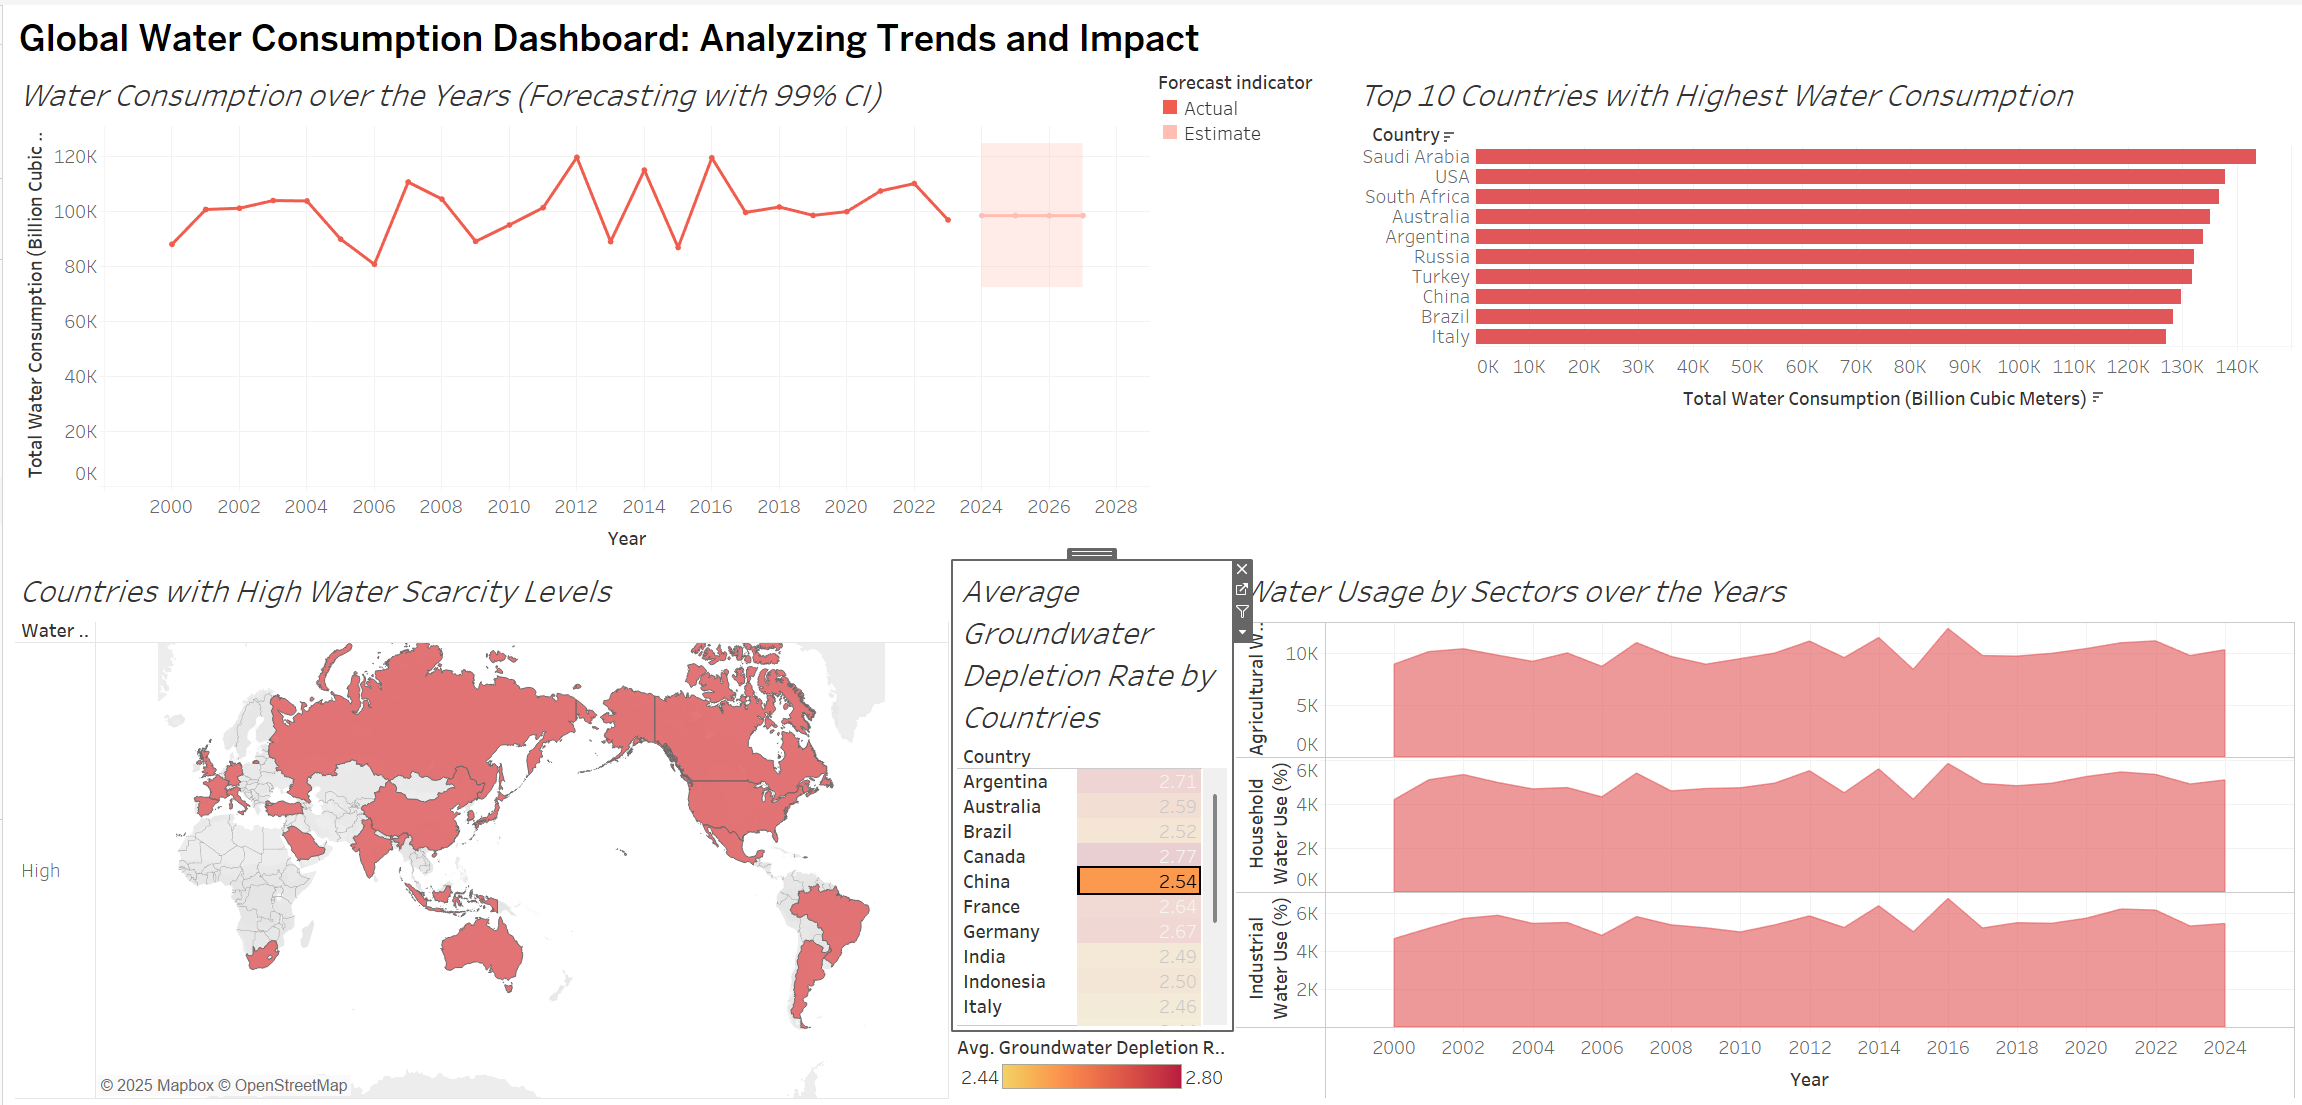 Global Water Consumption Dashboard: Analyzing Trends and Impact
Water Consumption over the Years (Forecasting with 99% CI)
Total Water Consumption (Billion Cubic ..
120K
100K
80K
60K
40K
20K
0K
2000 2002 2004 2006 2008 2010 2012 2014 2016 2018 2020 2022 2024 2026 2028
Year
Forecast indicator
Actual
Estimate
Top 10 Countries with Highest Water Consumption
Country
Saudi Arabia
USA
South Africa
Australia
Argentina
Russia
Turkey
China
Brazil
Italy
0K 10K 20K 30K 40K 50K 60K 70K 80K 90K 100K 110K 120K 130K 140K
Total Water Consumption (Billion Cubic Meters)
Countries with High Water Scarcity Levels
Water ..
High
© 2025 Mapbox © OpenStreetMap
Average
Groundwater
Depletion Rate by
Countries
Country
Argentina 2.71
Australia 2.59
Brazil 2.52
Canada 2.77
China 2.54
France 2.64
Germany 2.67
India 2.49
Indonesia 2.50
Italy 2.46
Avg. Groundwater Depletion R..
2.44 2.80
Water Usage by Sectors over the Years
Agricultural W..
10K
5K
0K
Household
Water Use (%)
6K
4K
2K
0K
Industrial
Water Use (%)
6K
4K
2K
2000 2002 2004 2006 2008 2010 2012 2014 2016 2018 2020 2022 2024
Year